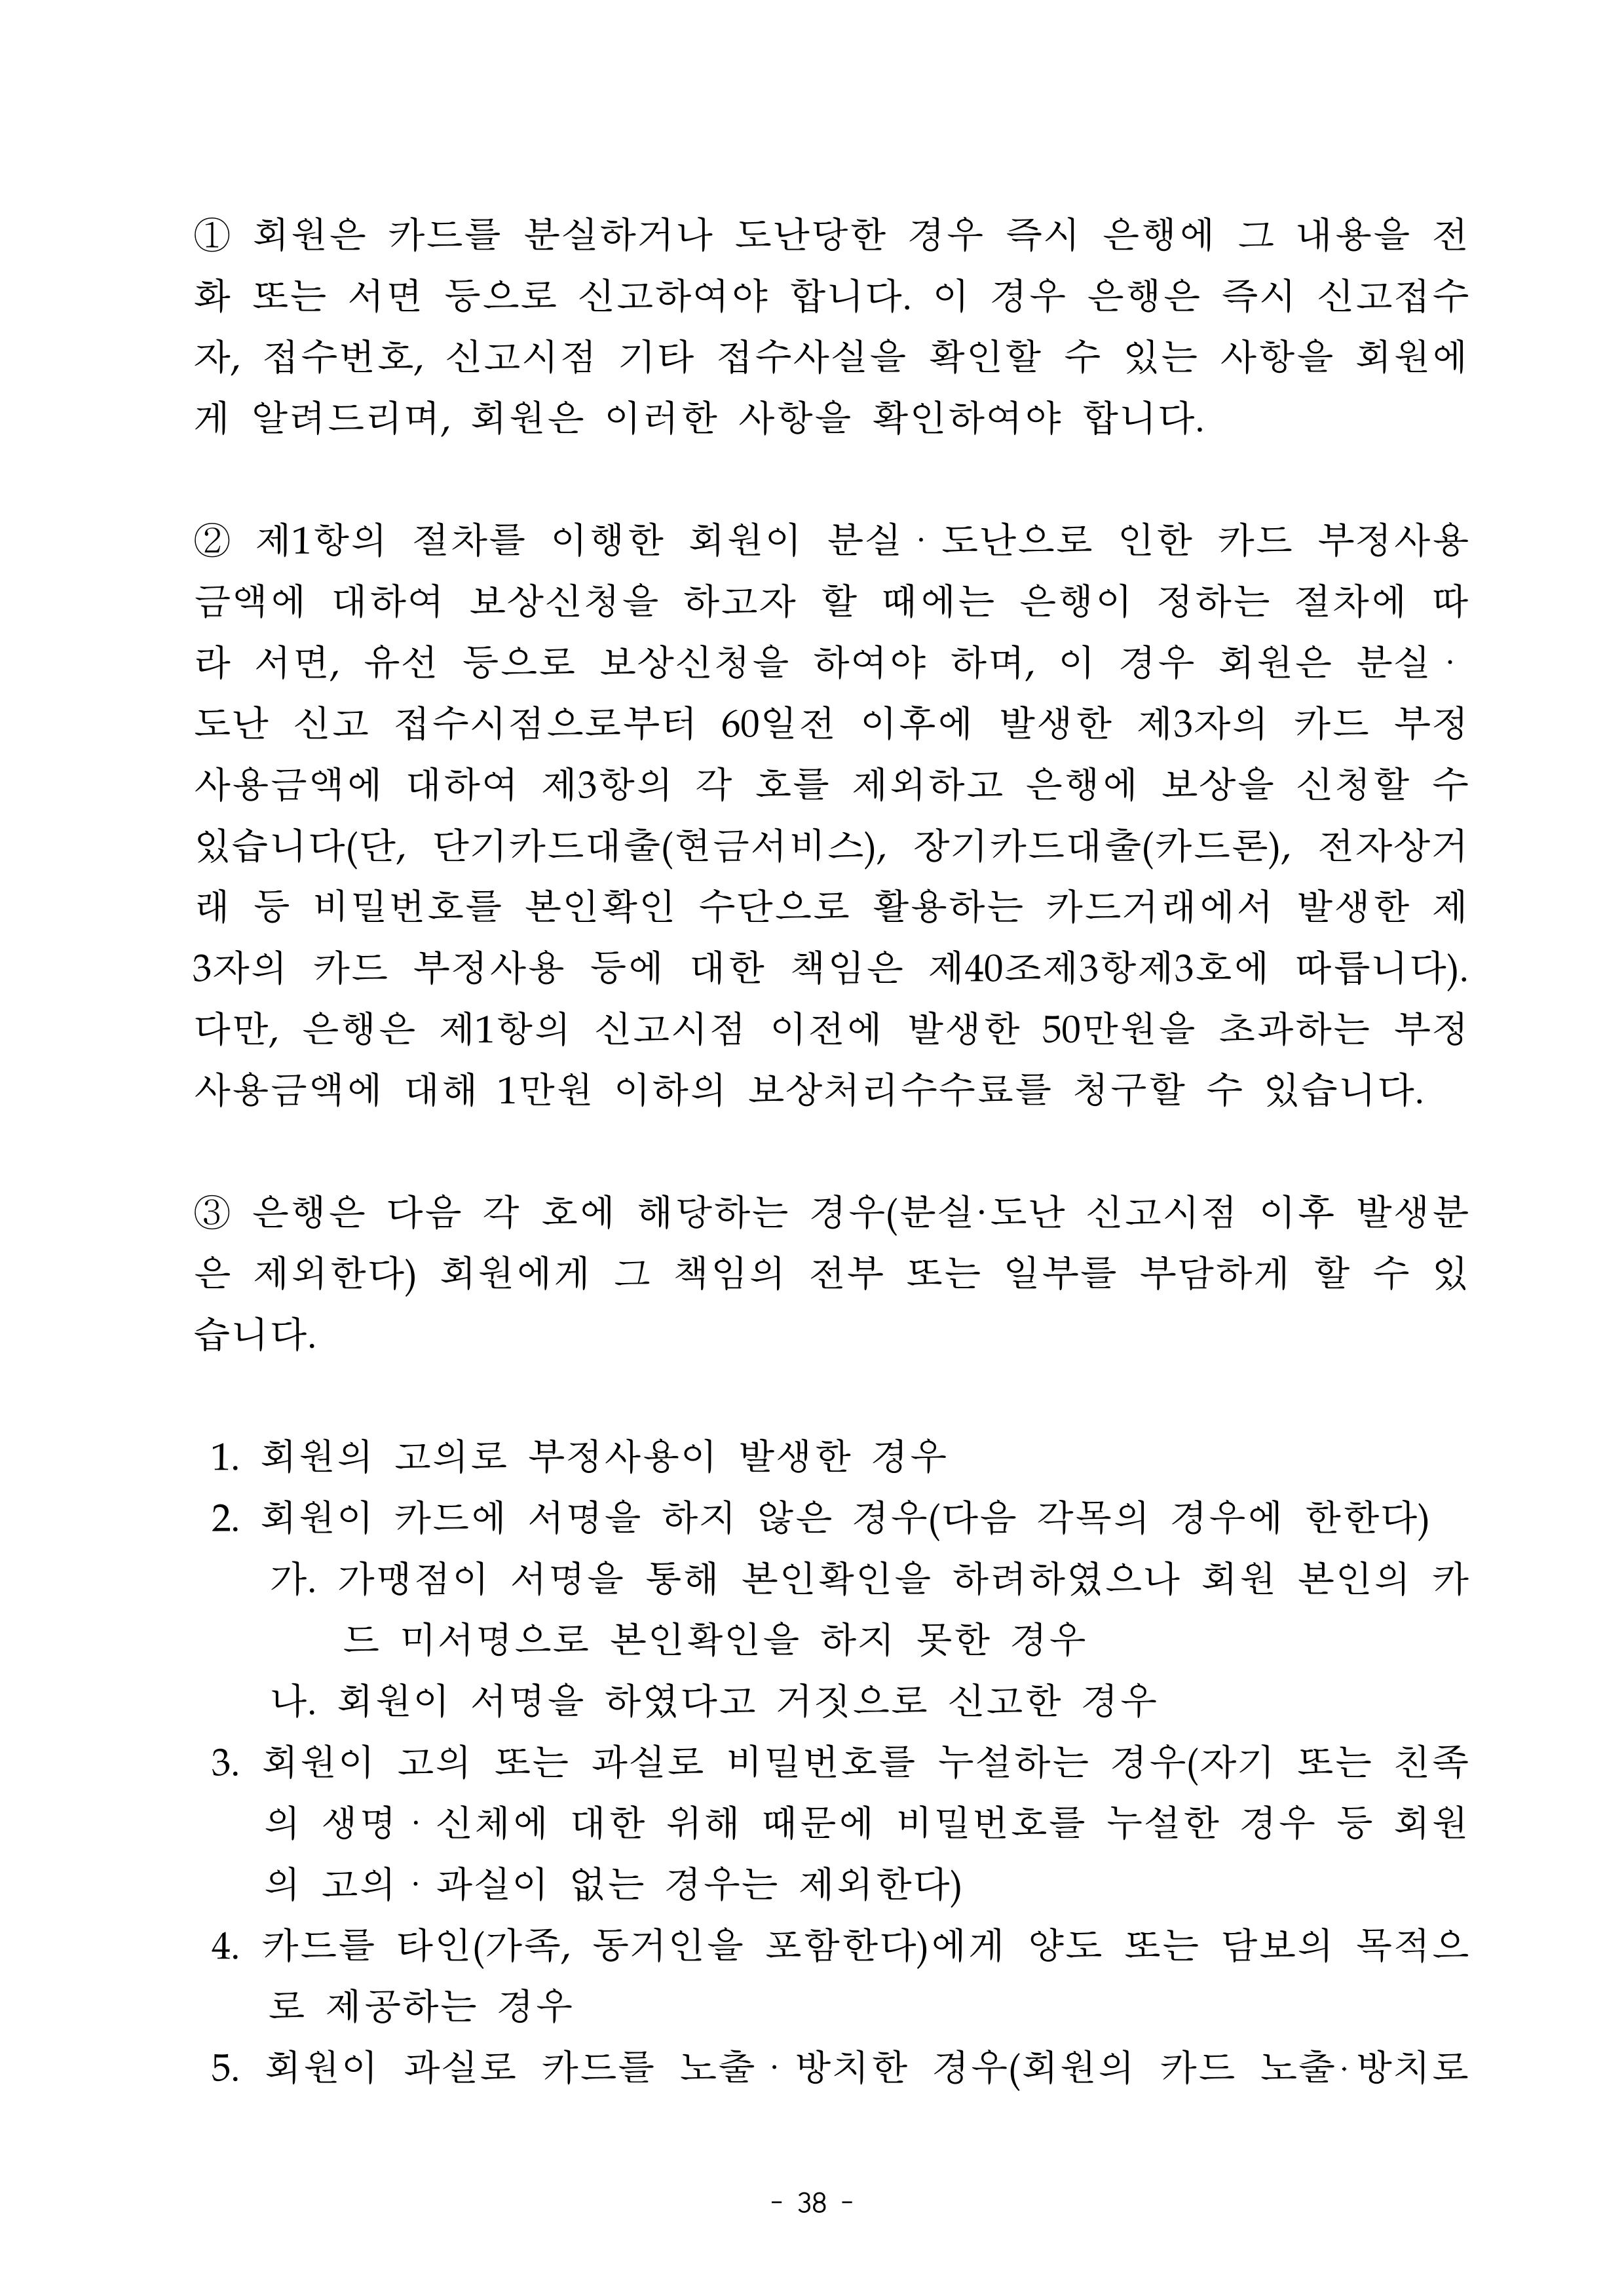 ① 회원은 카드를 분실하거나 도난당한 경우 즉시 은행에 그 내용을 전
화 또는 서면 등으로 신고하여야 합니다. 이 경우 은행은 즉시 신고접수
자, 접수번호, 신고시점 기타 접수사실을 확인할 수 있는 사항을 회원에
게 알려드리며, 회원은 이러한 사항을 확인하여야 합니다.
② 제1항의 절차를 이행한 회원이 분실 · 도난으로 인한 카드 부정사용
금액에 대하여 보상신청을 하고자 할 때에는 은행이 정하는 절차에 따
라 서면, 유선 등으로 보상신청을 하여야 하며, 이 경우 회원은 분실 ·
도난 신고 접수시점으로부터 60일전 이후에 발생한 제3자의 카드 부정
사용금액에 대하여 제3항의 각 호를 제외하고 은행에 보상을 신청할 수
있습니다(단, 단기카드대출(현금서비스), 장기카드대출(카드론), 전자상거
래 등 비밀번호를 본인확인 수단으로 활용하는 카드거래에서 발생한 제
3자의 카드 부정사용 등에 대한 책임은 제40조제3항제3호에 따릅니다).
다만, 은행은 제1항의 신고시점 이전에 발생한 50만원을 초과하는 부정
사용금액에 대해 1만원 이하의 보상처리수수료를 청구할 수 있습니다.
③ 은행은 다음 각 호에 해당하는 경우(분실·도난 신고시점 이후 발생분
은 제외한다) 회원에게 그 책임의 전부 또는 일부를 부담하게 할 수 있
습니다.
1. 회원의 고의로 부정사용이 발생한 경우
2. 회원이 카드에 서명을 하지 않은 경우(다음 각목의 경우에 한한다)
가. 가맹점이 서명을 통해 본인확인을 하려하였으나 회원 본인의 카
드 미서명으로 본인확인을 하지 못한 경우
나. 회원이 서명을 하였다고 거짓으로 신고한 경우
3. 회원이 고의 또는 과실로 비밀번호를 누설하는 경우(자기 또는 친족
의 생명 · 신체에 대한 위해 때문에 비밀번호를 누설한 경우 등 회원
의 고의 · 과실이 없는 경우는 제외한다)
4. 카드를 타인(가족, 동거인을 포함한다)에게 양도 또는 담보의 목적으
로 제공하는 경우
5. 회원이 과실로 카드를 노출 · 방치한 경우(회원의 카드 노출·방치로
- 38 -